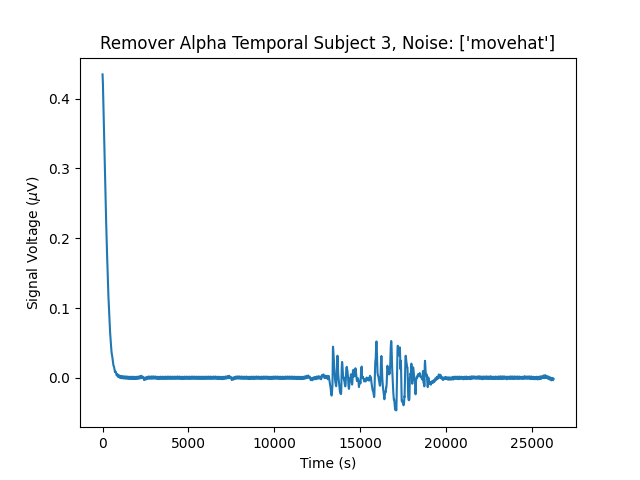 Remover Alpha Temporal Subject 3, Noise: ['movehat']
Signal Voltage (μV)
0.4
0.3
0.2
0.1
0.0
0 5000 10000 15000 20000 25000
Time (s)